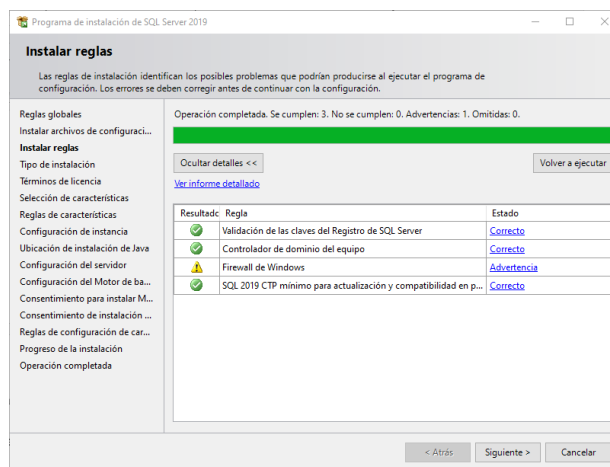 Programa de instalación de SQL Server 2019
Instalar reglas
Las reglas de instalación identifican los posibles problemas que podrían producirse al ejecutar el programa de
configuración. Los errores se deben corregir antes de continuar con la configuración.
Reglas globales
Instalar archivos de configuraci...
Instalar reglas
Tipo de instalación
Términos de licencia
Selección de características
Reglas de características
Configuración de instancia
Ubicación de instalación de Java
Configuración del servidor
Configuración del Motor de ba...
Consentimiento para instalar M...
Consentimiento de instalación ...
Reglas de configuración de car...
Progreso de la instalación
Operación completada
Operación completada. Se cumplen: 3. No se cumplen: 0. Advertencias: 1. Omitidas: 0.
Ocultar detalles <<
Volver a ejecutar
Ver informe detallado
Resultado Regla Estado
Validación de las claves del Registro de SQL Server Correcto
Controlador de dominio del equipo Correcto
Firewall de Windows Advertencia
SQL 2019 CTP mínimo para actualización y compatibilidad en p... Correcto
< Atrás Siguiente > Cancelar